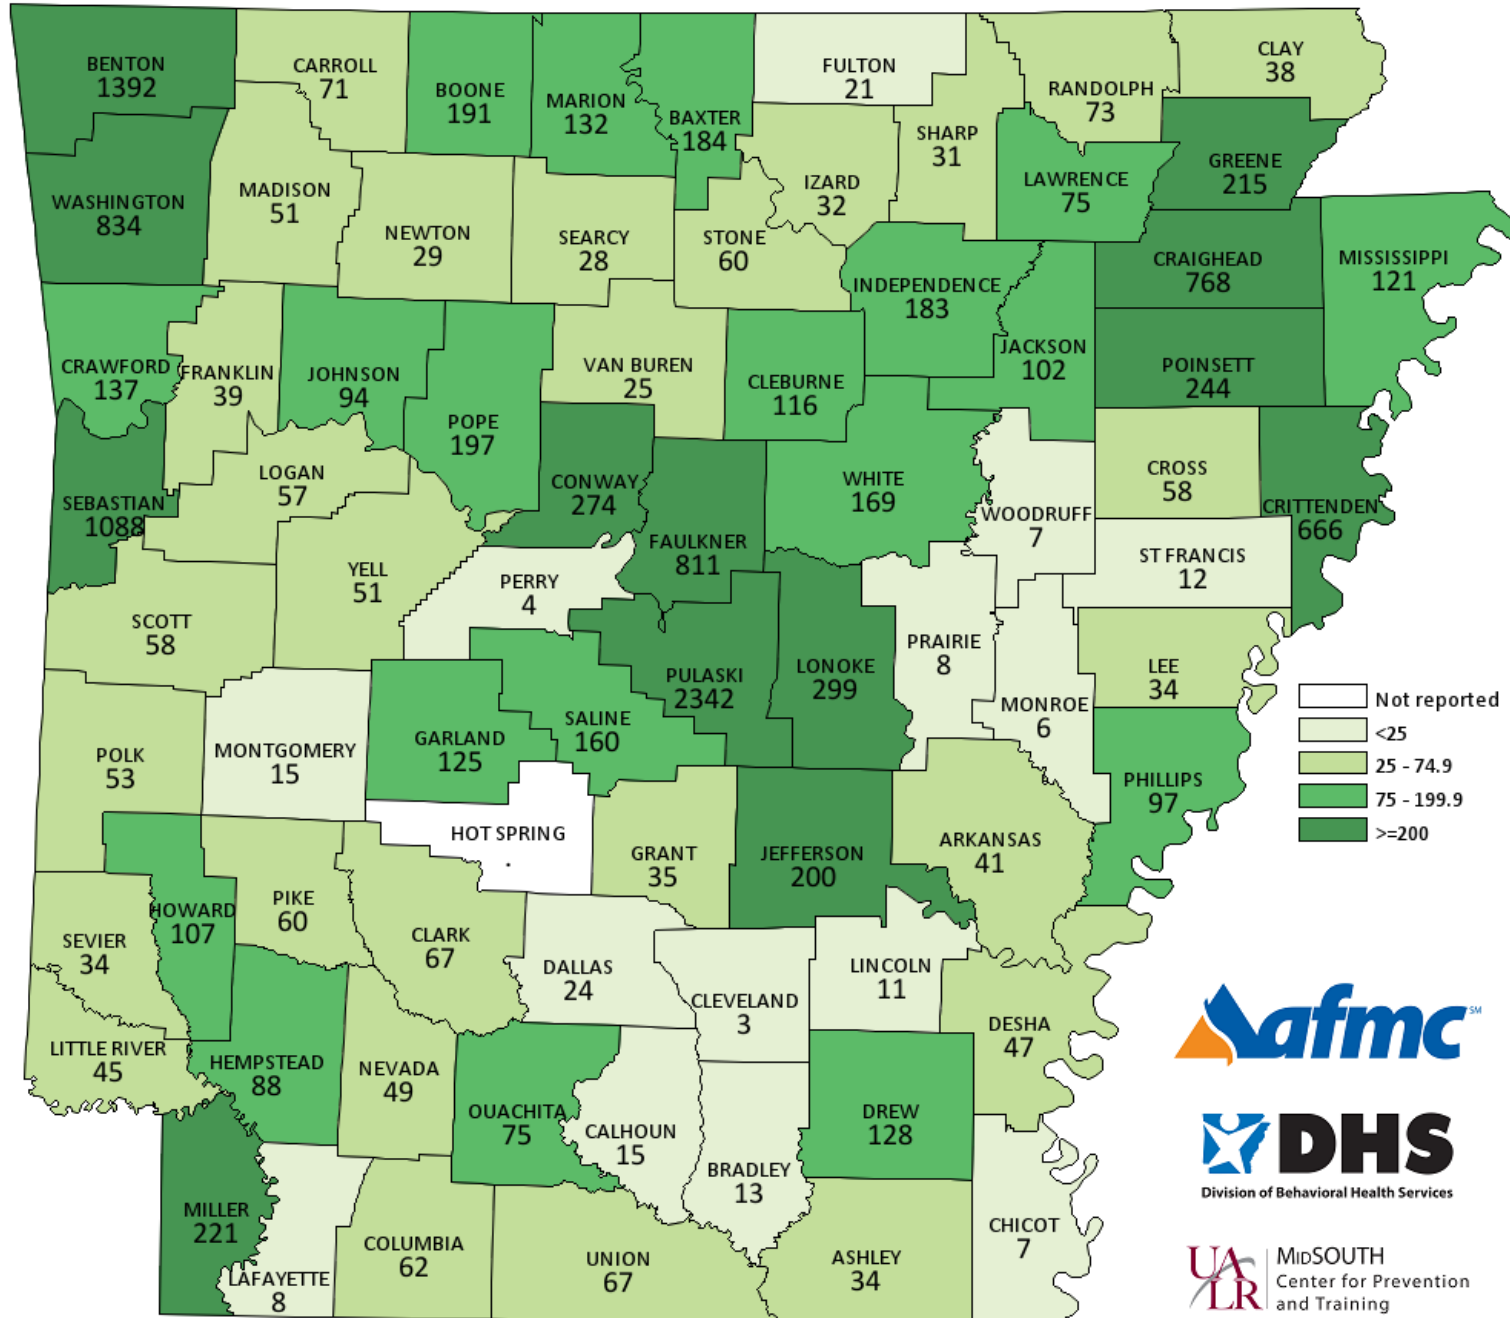 BENTON
1392
CARROLL
71
BOONE
191
MARION
132
BAXTER
184
FULTON
21
SHARP
31
RANDOLPH
73
CLAY
38
GREENE
215
LAWRENCE
75
IZARD
32
WASHINGTON
834
MADISON
51
NEWTON
29
SEARCY
28
STONE
60
INDEPENDENCE
183
CRAIGHEAD
768
MISSISSIPPI
121
CRAWFORD
137
FRANKLIN
39
JOHNSON
94
POPE
197
VAN BUREN
25
CLEBURNE
116
JACKSON
102
POINSETT
244
SEBASTIAN
1088
LOGAN
57
CONWAY
274
FAULKNER
811
WHITE
169
WOODRUFF
7
CROSS
58
CRITTENDEN
666
ST FRANCIS
12
SCOTT
58
YELL
51
PERRY
4
PULASKI
2342
LONOKE
299
PRAIRIE
8
MONROE
6
LEE
34
PHILLIPS
97
POLK
53
MONTGOMERY
15
GARLAND
125
SALINE
160
HOT SPRING
.
GRANT
35
JEFFERSON
200
ARKANSAS
41
SEVIER
34
HOWARD
107
PIKE
60
CLARK
67
DALLAS
24
CLEVELAND
3
LINCOLN
11
DESHA
47
LITTLE RIVER
45
HEMPSTEAD
88
NEVADA
49
OUACHITA
75
CALHOUN
15
BRADLEY
13
DREW
128
CHICOT
7
MILLER
221
LAFAYETTE
8
COLUMBIA
62
UNION
67
ASHLEY
34
Not reported
<25
25 - 74.9
75 - 199.9
>=200
afmc SM
DHS
Division of Behavioral Health Services
UA
LR
MIDSOUTH
Center for Prevention
and Training